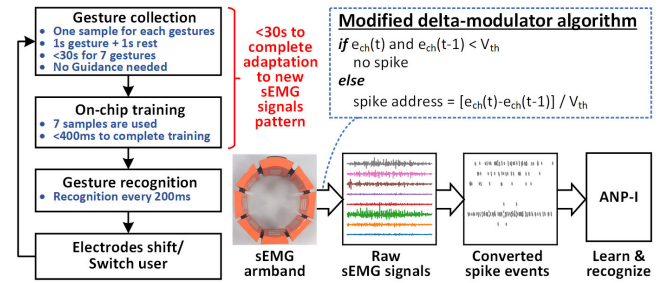 Gesture collection
• One sample for each gestures
• 1s gesture + 1s rest
• <30s for 7 gestures
• No Guidance needed
On-chip training
• 7 samples are used
• <400ms to complete training
Gesture recognition
• Recognition every 200ms
Electrodes shift/
Switch user
<30s to
complete
adaptation
to new
sEMG
signals
pattern
Modified delta-modulator algorithm
if ech(t) and ech(t-1) < Vth
no spike
else
spike address = [ech(t)-ech(t-1)] / Vth
sEMG
armband
Raw
sEMG signals
Converted
spike events
ANP-I
Learn &
recognize